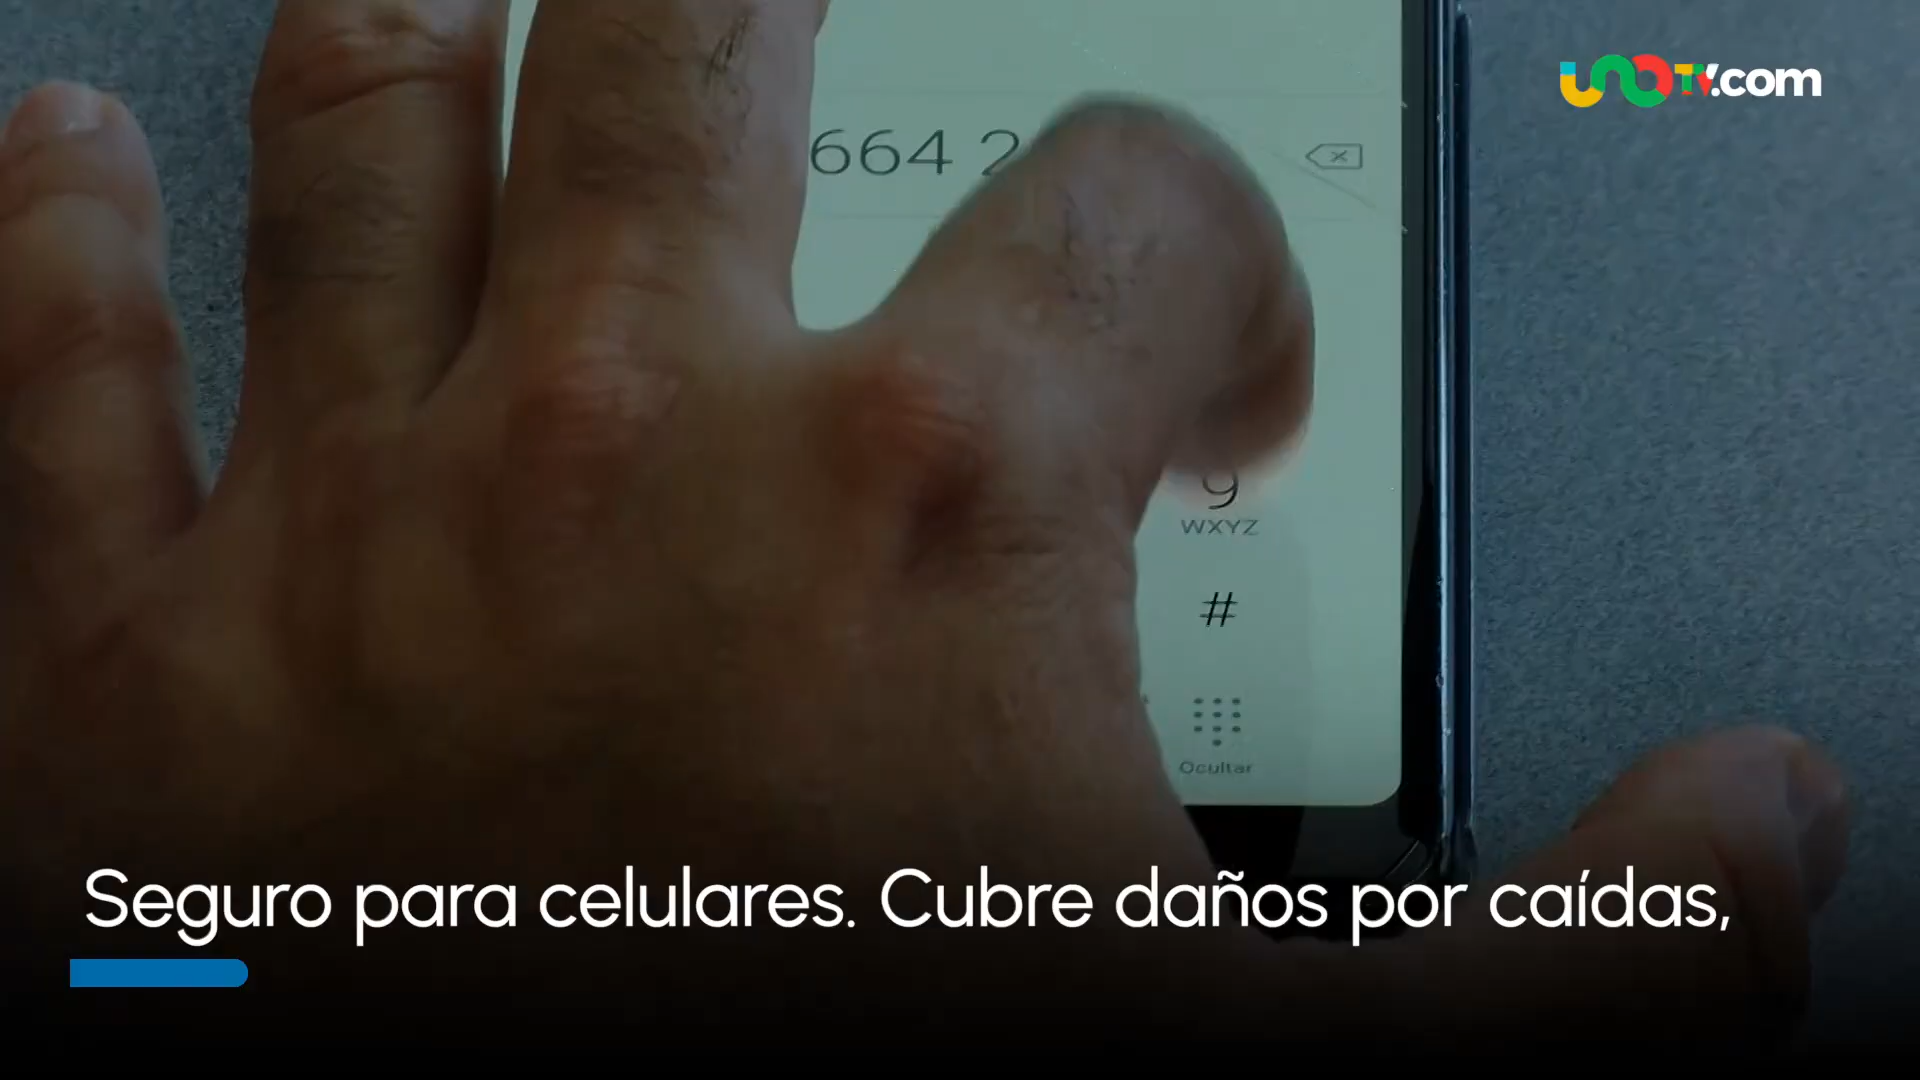 unoTV.com
664 2
9
WXYZ
#
Ocultar
Seguro para celulares. Cubre daños por caídas,